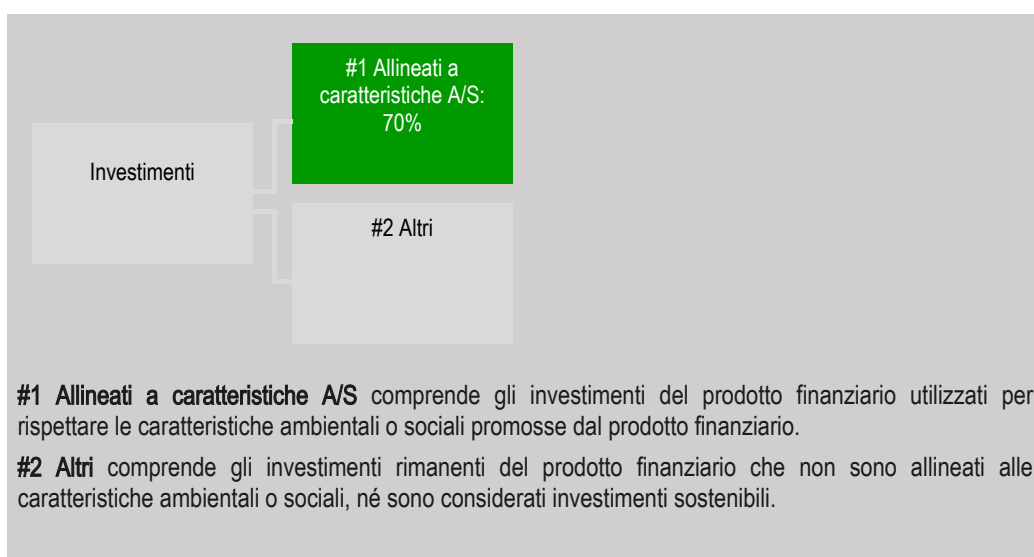 #1 Allineati a
caratteristiche A/S:
70%
Investimenti
#2 Altri
#1 Allineati a caratteristiche A/S comprende gli investimenti del prodotto finanziario utilizzati per
rispettare le caratteristiche ambientali o sociali promosse dal prodotto finanziario.
#2 Altri comprende gli investimenti rimanenti del prodotto finanziario che non sono allineati alle
caratteristiche ambientali o sociali, né sono considerati investimenti sostenibili.